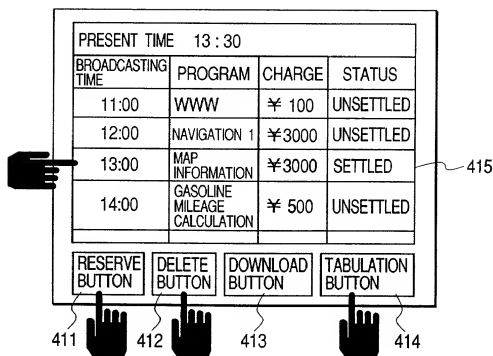 PRESENT TIME 13:30
BROADCASTING TIME PROGRAM CHARGE STATUS
11:00 WWW ¥ 100 UNSETTLED
12:00 NAVIGATION 1 ¥3000 UNSETTLED
13:00 MAP INFORMATION ¥3000 SETTLED
415
14:00 GASOLINE MILEAGE CALCULATION ¥ 500 UNSETTLED
RESERVE BUTTON
DELETE BUTTON
DOWNLOAD BUTTON
TABULATION BUTTON
411 412 413 414